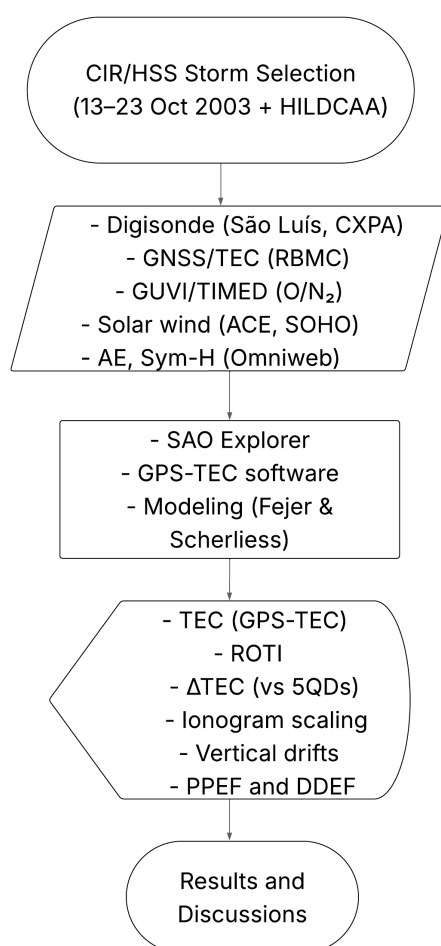 CIR/HSS Storm Selection
(13–23 Oct 2003 + HILDCAA)
- Digisonde (São Luís, CXPA)
- GNSS/TEC (RBMC)
- GUVI/TIMED (O/N₂)
- Solar wind (ACE, SOHO)
- AE, Sym-H (Omniweb)
- SAO Explorer
- GPS-TEC software
- Modeling (Fejer &
Scherliess)
- TEC (GPS-TEC)
- ROTI
- ΔTEC (vs 5QDs)
- Ionogram scaling
- Vertical drifts
- PPEF and DDEF
Results and
Discussions